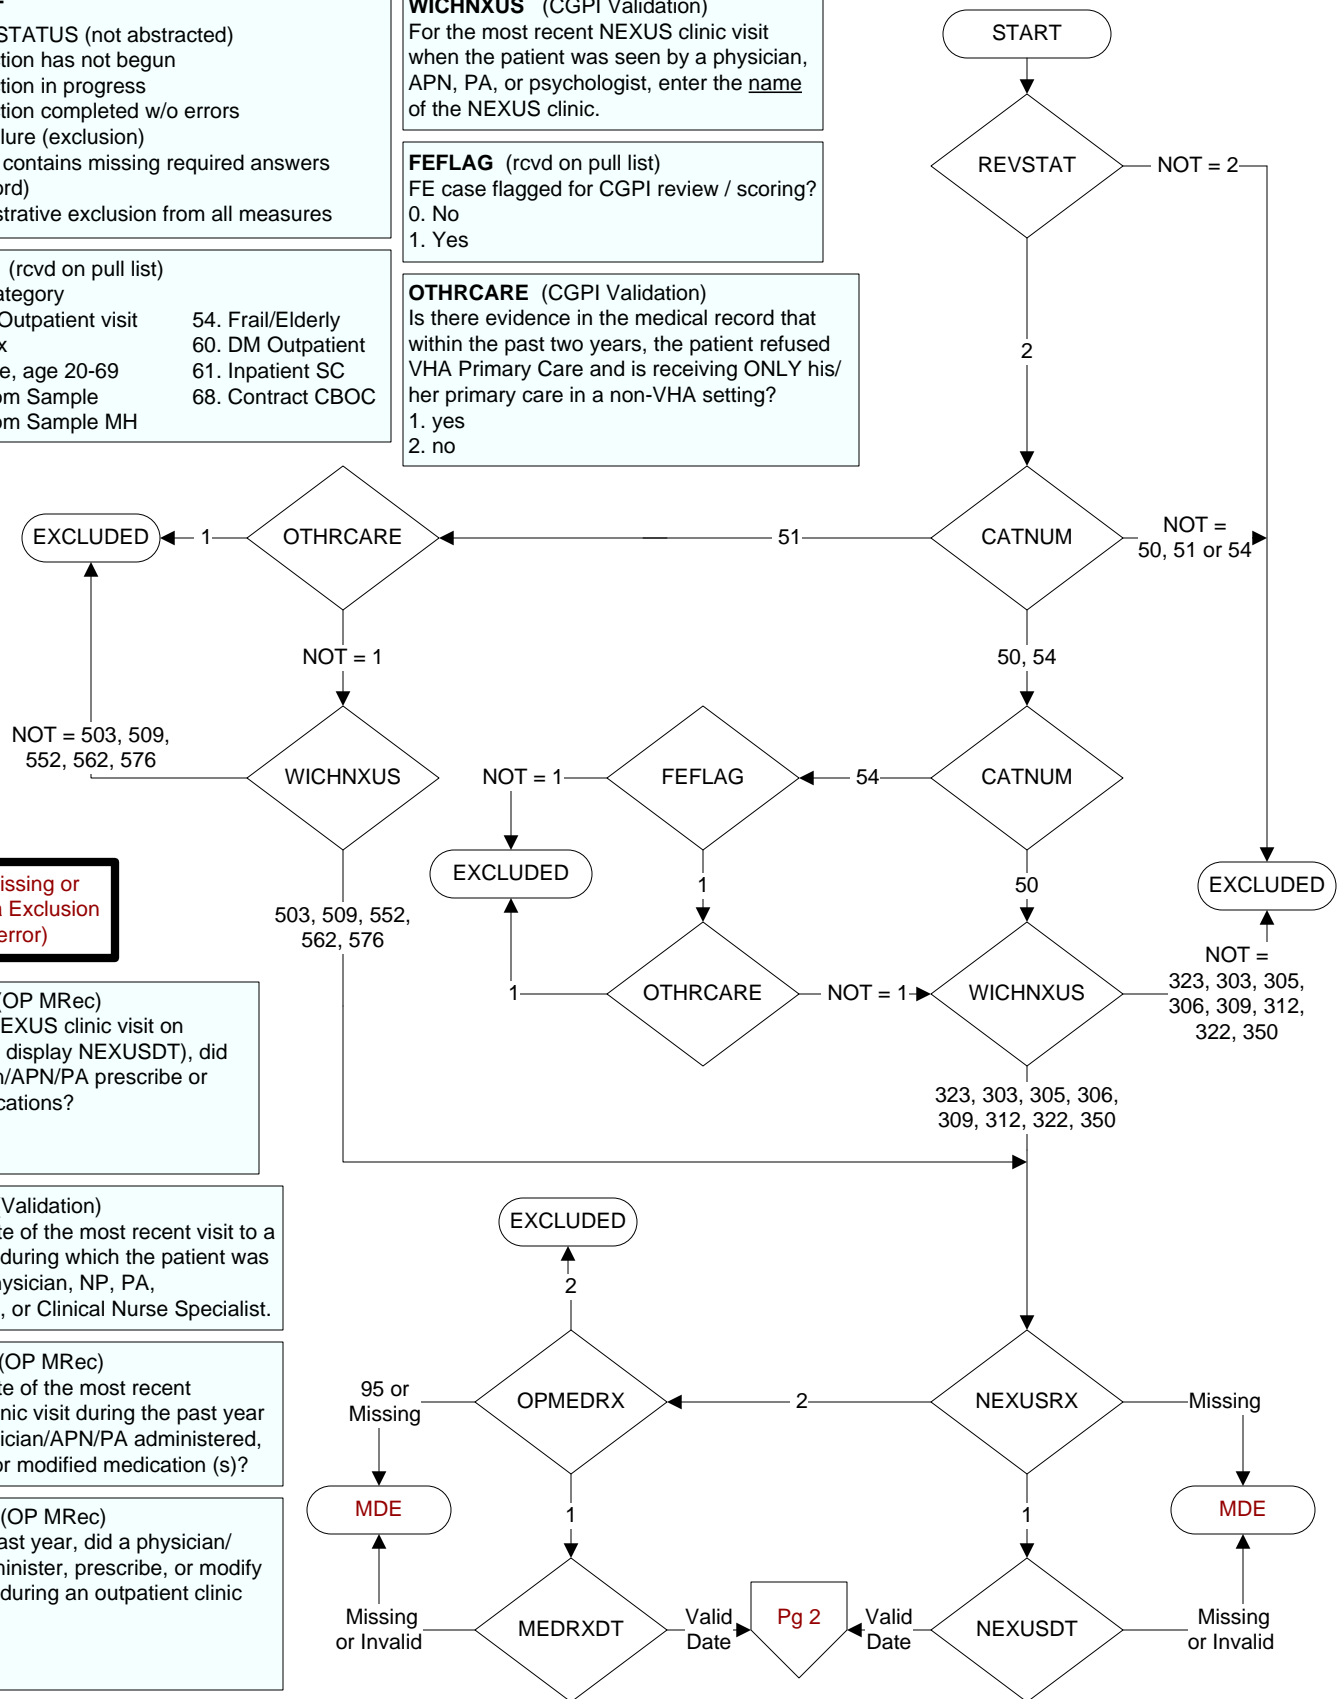 STATUS (not abstracted)
tion has not begun
tion in progress
tion completed w/o errors
lure (exclusion)
contains missing required answers
ord)
strative exclusion from all measures
WICHNXUS (CGPI Validation)
For the most recent NEXUS clinic visit
when the patient was seen by a physician,
APN, PA, or psychologist, enter the name
of the NEXUS clinic.
FEFLAG (rcvd on pull list)
FE case flagged for CGPI review / scoring?
0. No
1. Yes
(rcvd on pull list)
ategory
Outpatient visit 54. Frail/Elderly
x 60. DM Outpatient
e, age 20-69 61. Inpatient SC
om Sample 68. Contract CBOC
om Sample MH
OTHRCARE (CGPI Validation)
Is there evidence in the medical record that
within the past two years, the patient refused
VHA Primary Care and is receiving ONLY his/
her primary care in a non-VHA setting?
1. yes
2. no
START
REVSTAT
NOT = 2
2
CATNUM
NOT =
50, 51 or 54
51
OTHRCARE
1
EXCLUDED
NOT = 1
50, 54
WICHNXUS
NOT = 503, 509,
552, 562, 576
CATNUM
54
FEFLAG
NOT = 1
EXCLUDED
1
50
EXCLUDED
503, 509, 552,
562, 576
issing or
a Exclusion
error)
OTHRCARE
1
NOT = 1
WICHNXUS
NOT =
323, 303, 305,
306, 309, 312,
322, 350
323, 303, 305, 306,
309, 312, 322, 350
(OP MRec)
NEXUS clinic visit on
display NEXUSDT), did
n/APN/PA prescribe or
ications?
(Validation)
te of the most recent visit to a
during which the patient was
hysician, NP, PA,
, or Clinical Nurse Specialist.
(OP MRec)
te of the most recent
inic visit during the past year
sician/APN/PA administered,
or modified medication (s)?
(OP MRec)
ast year, did a physician/
minister, prescribe, or modify
during an outpatient clinic
EXCLUDED
2
OPMEDRX
95 or
Missing
2
NEXUSRX
Missing
MDE
1
1
MDE
MEDRXDT
Missing
or Invalid
Valid
Date
Pg 2
Valid
Date
NEXUSDT
Missing
or Invalid